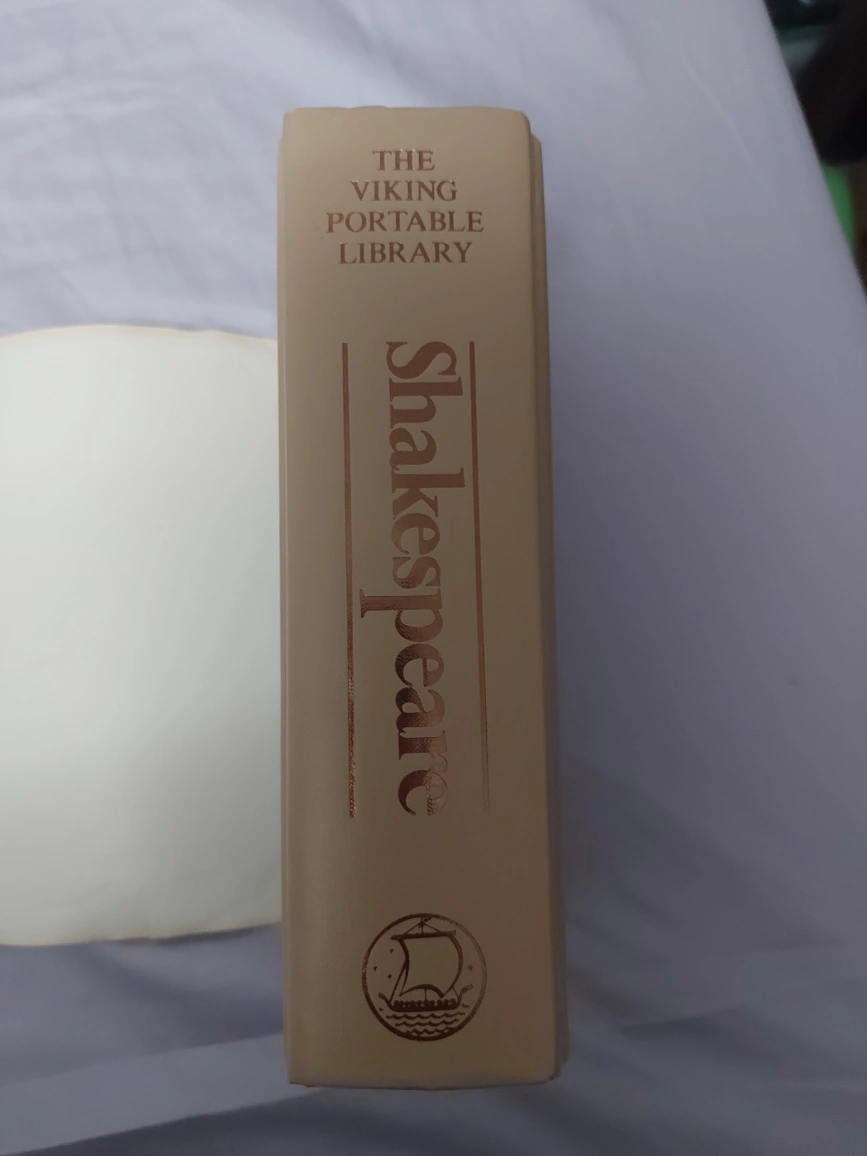 THE
VIKING
PORTABLE
LIBRARY
Shakespeare